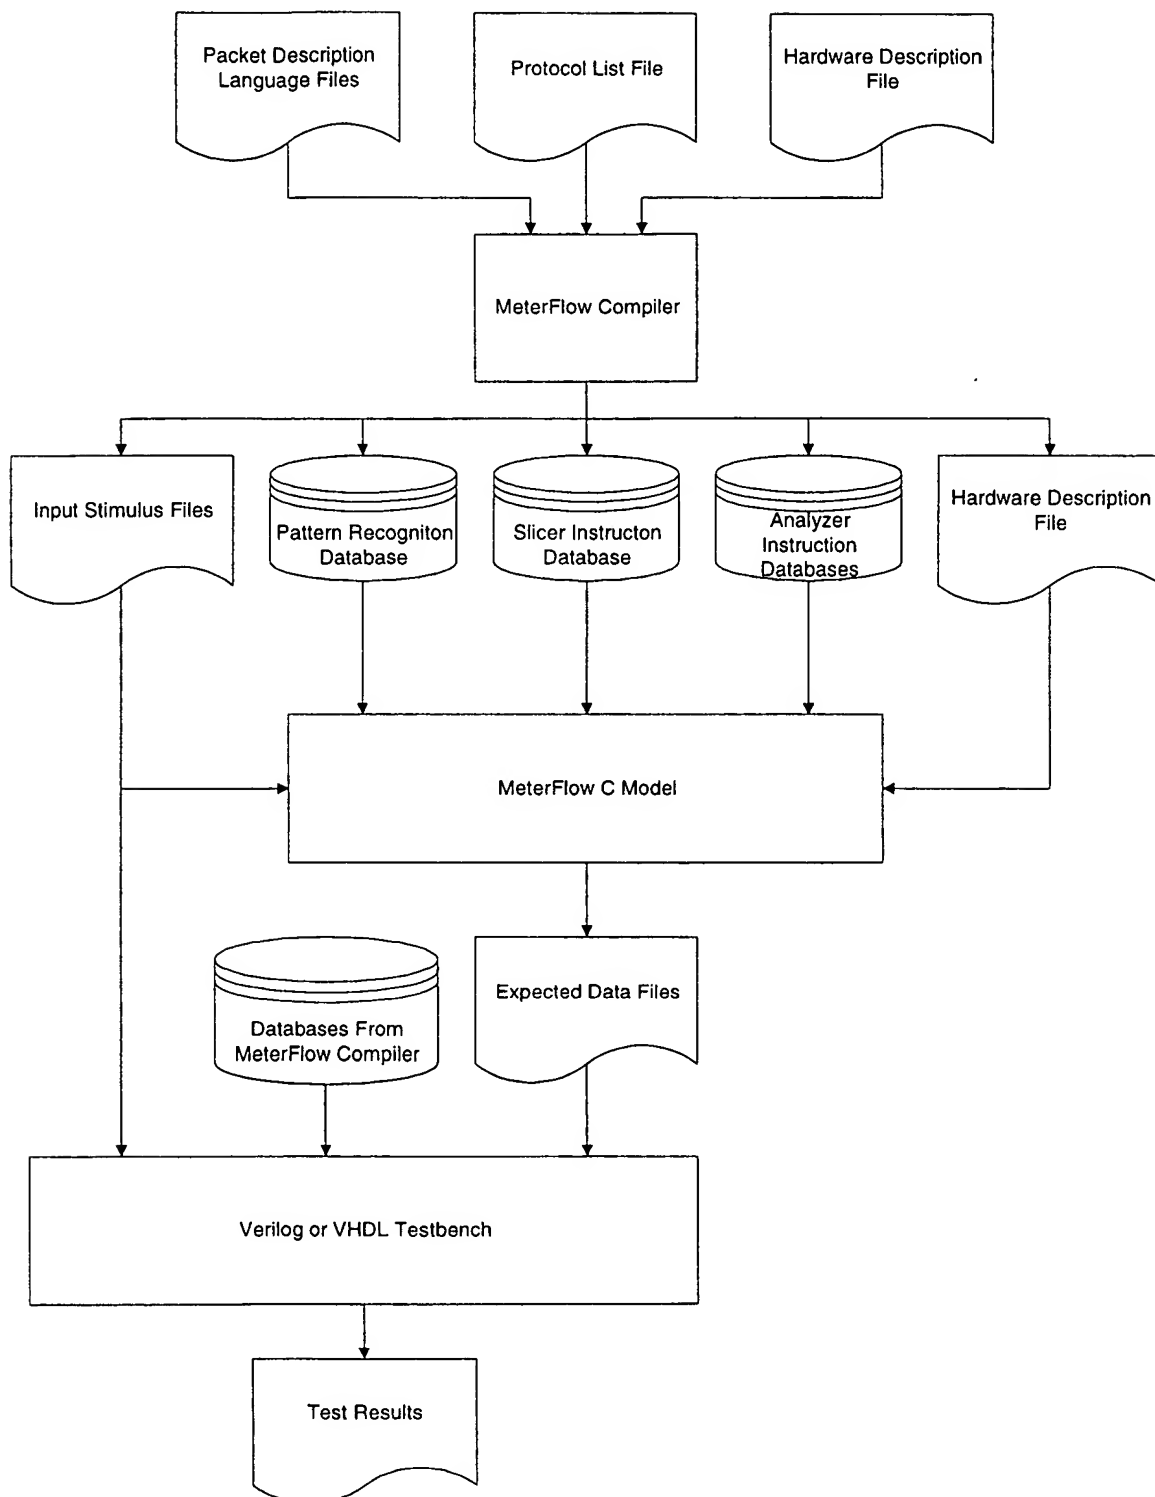 Packet Description
Language Files
Protocol List File
Hardware Description
File
MeterFlow Compiler
Input Stimulus Files
Pattern Recogniton
Database
Slicer Instructon
Database
Analyzer
Instruction
Databases
Hardware Description
File
MeterFlow C Model
Databases From
MeterFlow Compiler
Expected Data Files
Verilog or VHDL Testbench
Test Results